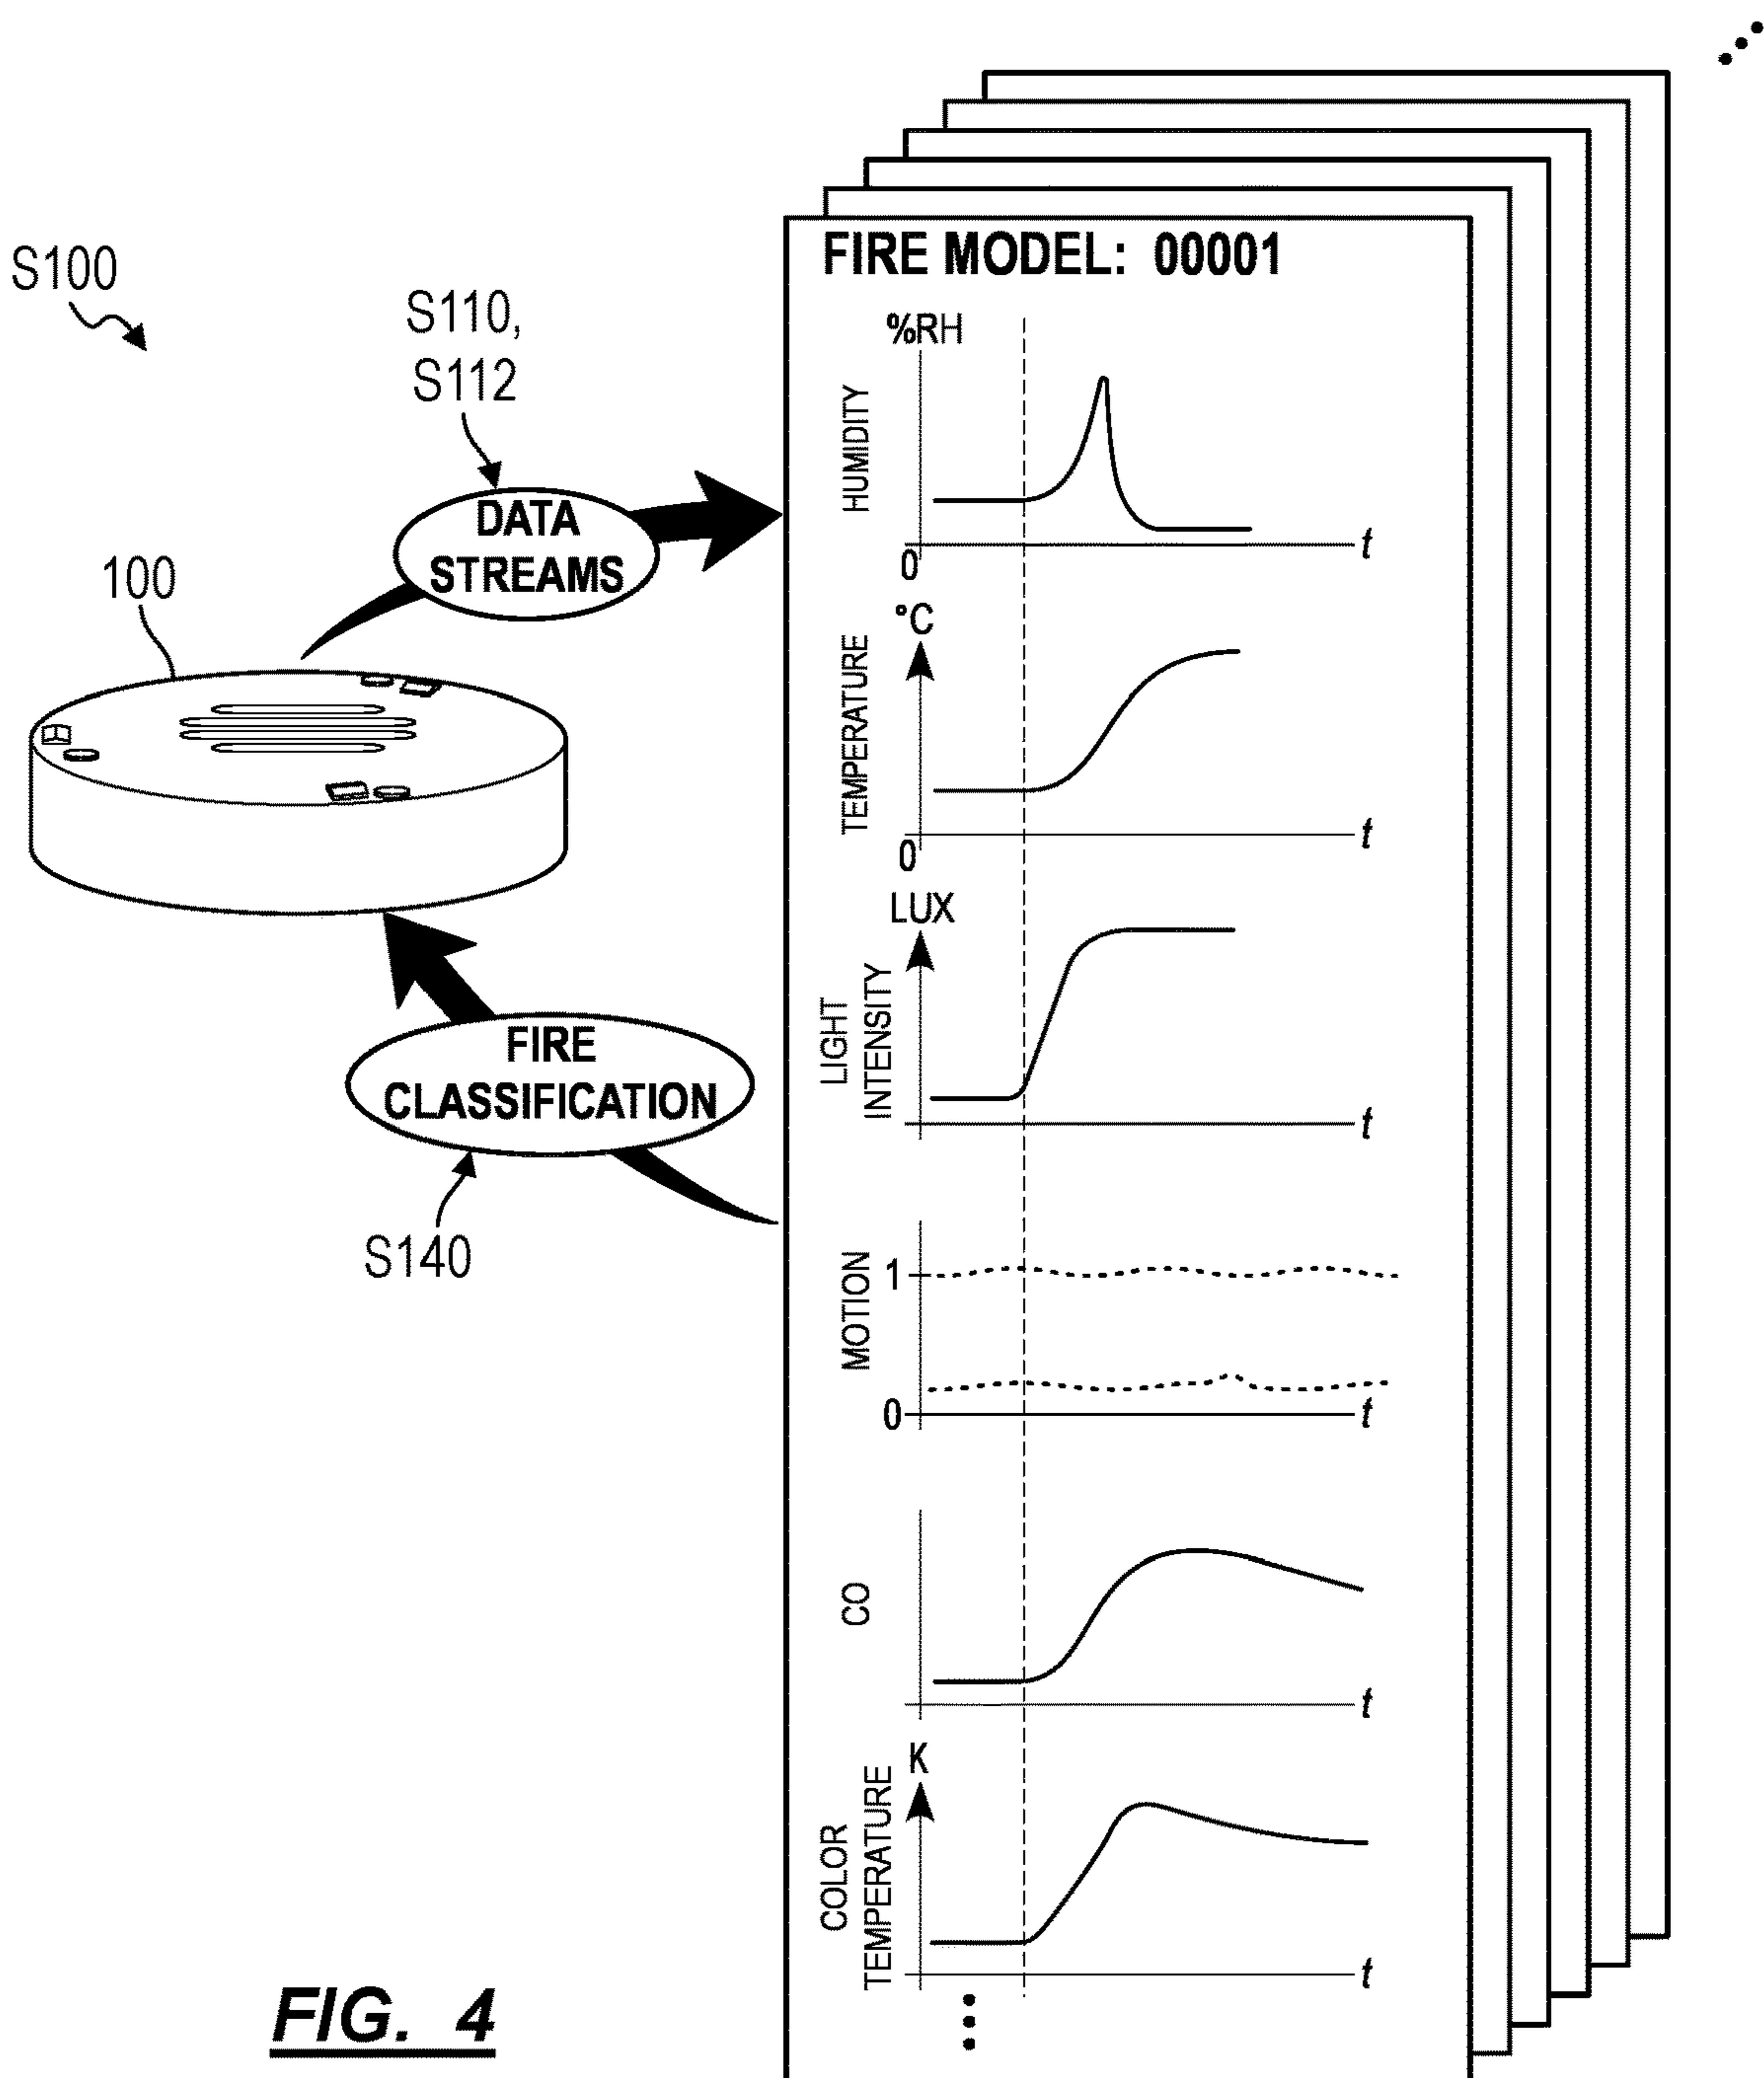 S100
S110,
S112
DATA
STREAMS
100
FIRE
CLASSIFICATION
S140
FIRE MODEL: 00001
%RH
HUMIDITY
0
t
°C
TEMPERATURE
0
t
LUX
LIGHT
INTENSITY
t
MOTION
1
0
t
CO
t
K
COLOR
TEMPERATURE
t
FIG. 4